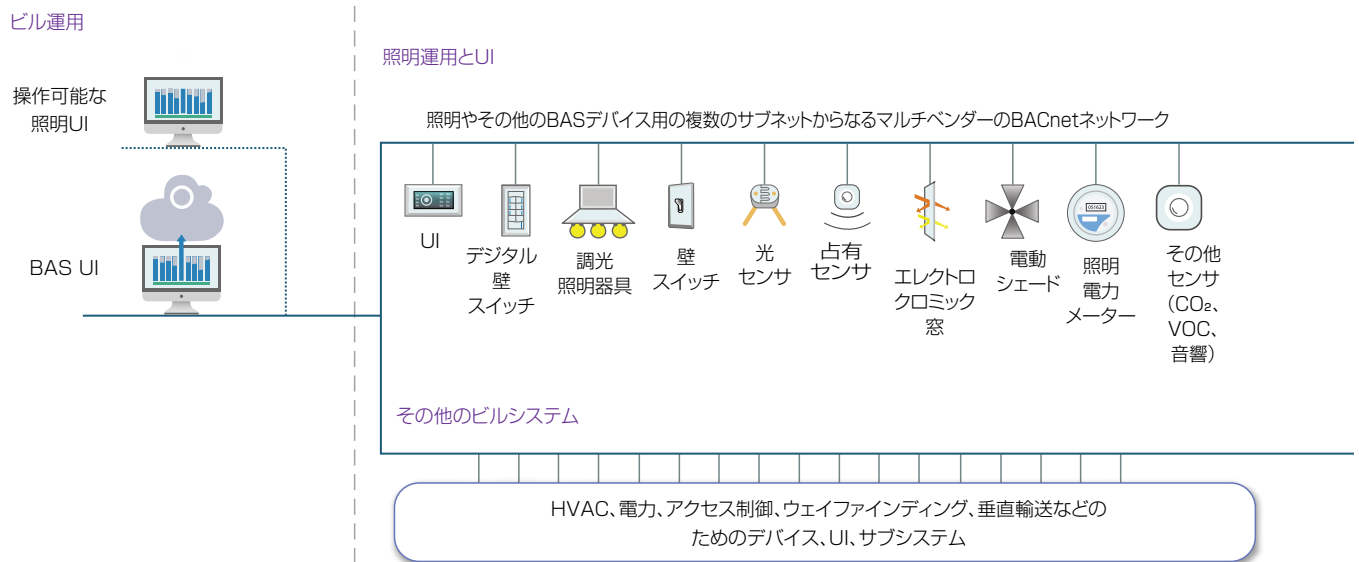 ビル運用
操作可能な
照明UI
BAS UI
照明運用とUI
照明やその他のBASデバイス用の複数のサブネットからなるマルチベンダーのBACnetネットワーク
UI
デジタル
壁
スイッチ
調光
照明器具
壁
スイッチ
光
センサ
占有
センサ
エレクトロ
クロミック
窓
電動
シェード
051623
照明
電力
メーター
その他
センサ
(CO₂、
VOC、
音響)
その他のビルシステム
HVAC、電力、アクセス制御、ウェイファインディング、垂直輸送などの
ためのデバイス、UI、サブシステム